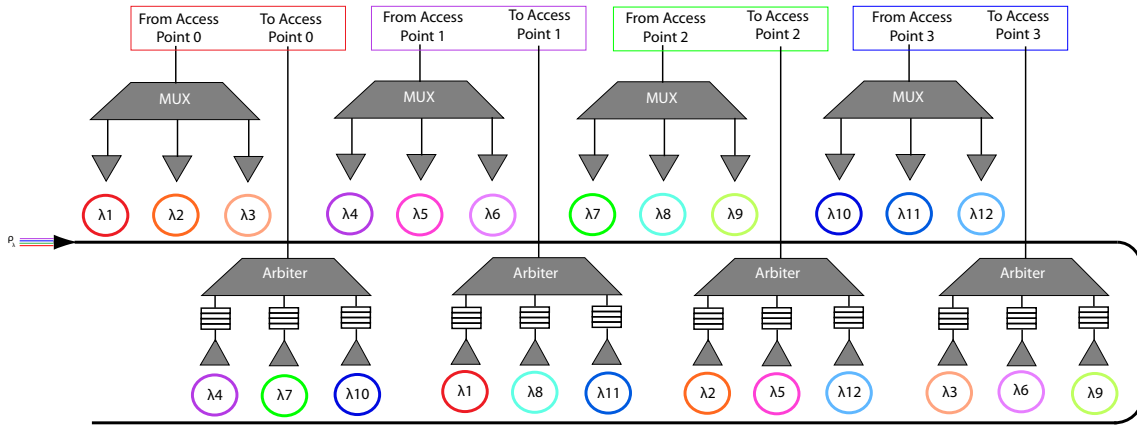 From Access
Point 0
To Access
Point 0
From Access
Point 1
To Access
Point 1
From Access
Point 2
To Access
Point 2
From Access
Point 3
To Access
Point 3
MUX
MUX
MUX
MUX
λ1
λ2
λ3
λ4
λ5
λ6
λ7
λ8
λ9
λ10
λ11
λ12
Pλ
Arbiter
Arbiter
Arbiter
Arbiter
λ4
λ7
λ10
λ1
λ8
λ11
λ2
λ5
λ12
λ3
λ6
λ9